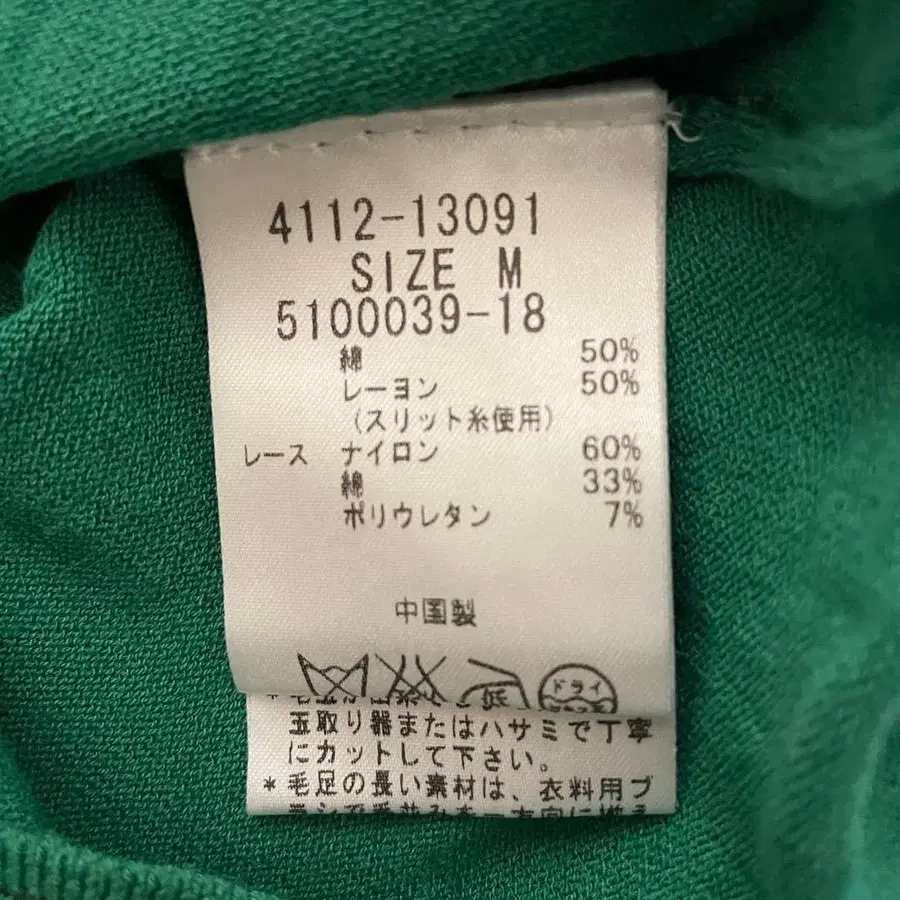 4112-13091
SIZE M
5100039-18
綿 50%
レーヨン 50%
(スリット糸使用)
レース ナイロン 60%
綿 33%
ポリウレタン 7%
中国製
低
ドライ
玉取り器またはハサミで丁寧
にカットして下さい。
* 毛足の長い素材は、衣料用ブ